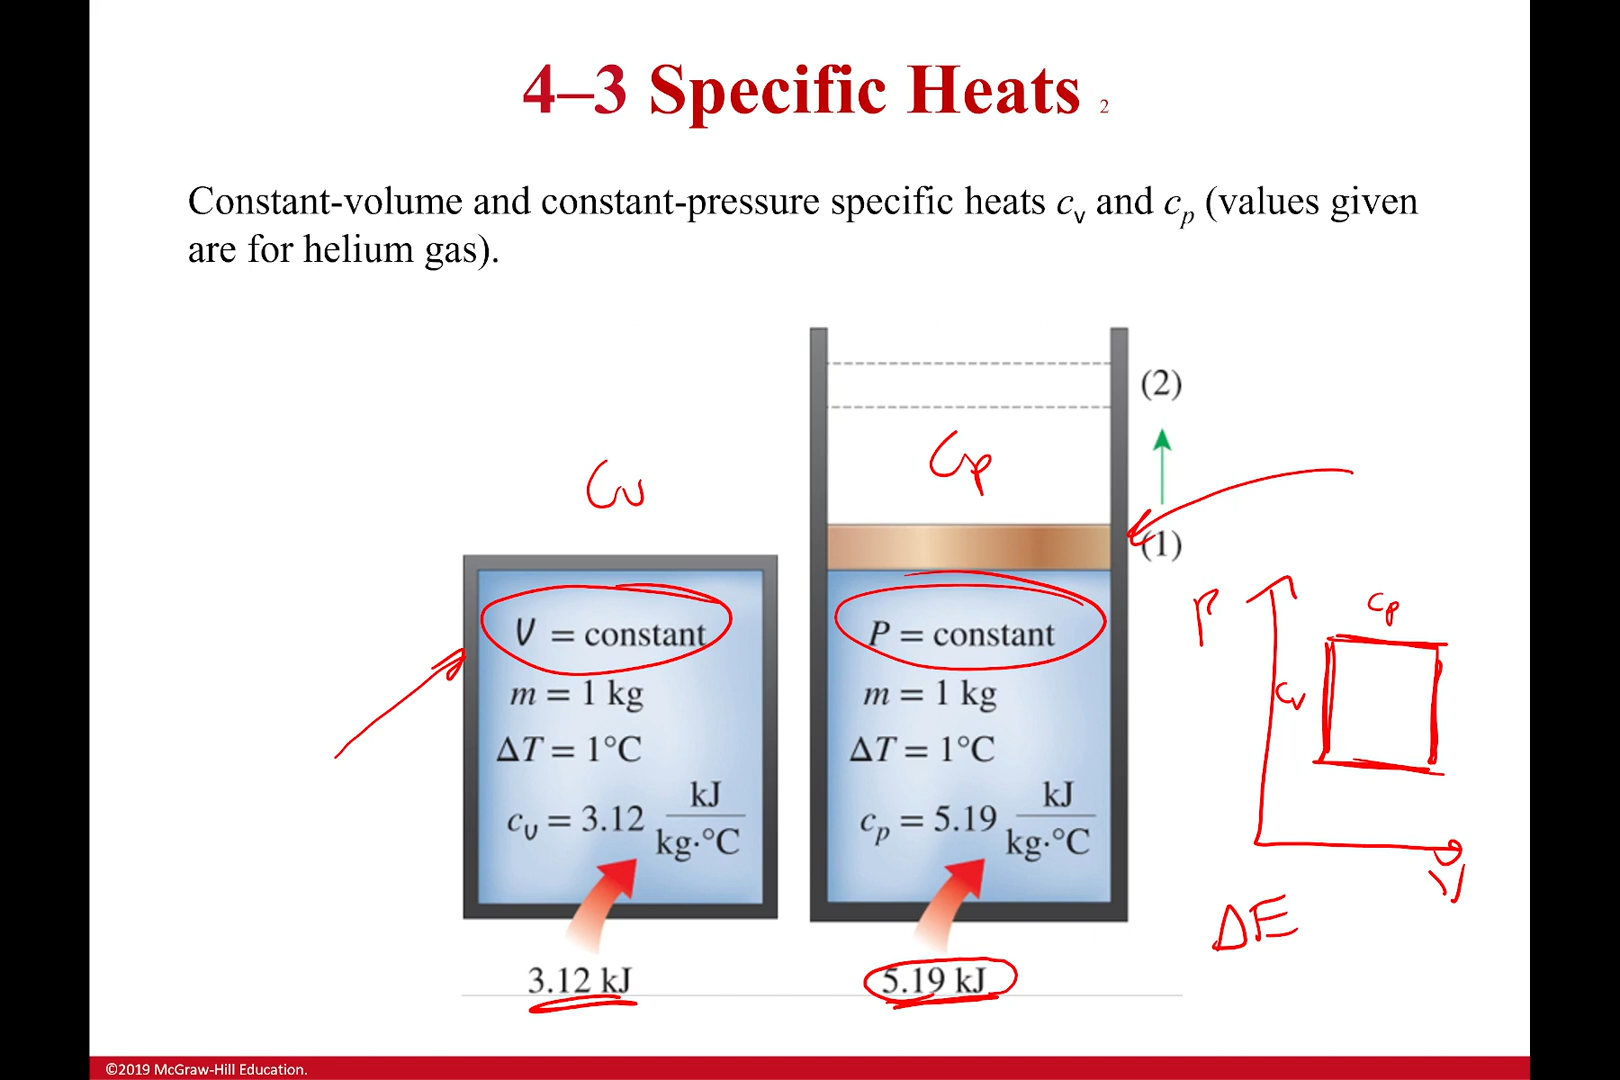 4–3 Specific Heats 2
Constant-volume and constant-pressure specific heats cv and cp (values given
are for helium gas).
(2)
Cv
Cp
(1)
V = constant
m = 1 kg
ΔT = 1°C
cv = 3.12 kJ/kg·°C
3.12 kJ
P = constant
m = 1 kg
ΔT = 1°C
cp = 5.19 kJ/kg·°C
5.19 kJ
P
cp
cv
V
ΔE
©2019 McGraw-Hill Education.